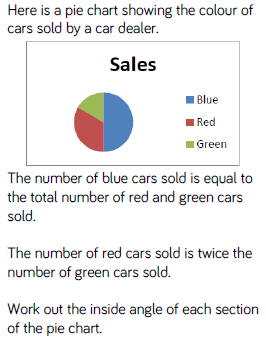 Here is a pie chart showing the colour of
cars sold by a car dealer.
Sales
Blue
Red
Green
The number of blue cars sold is equal to
the total number of red and green cars
sold.
The number of red cars sold is twice the
number of green cars sold.
Work out the inside angle of each section
of the pie chart.